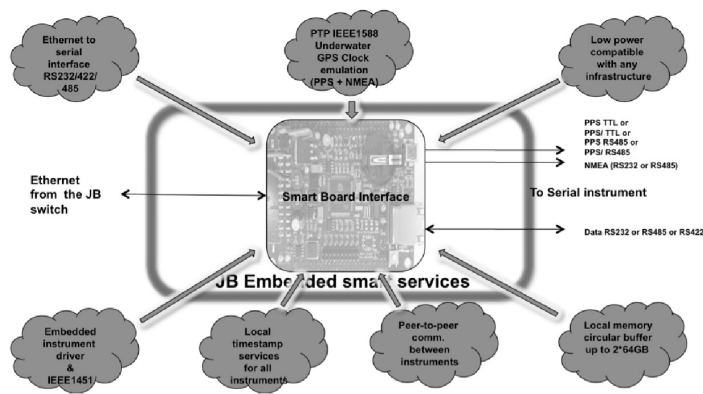 Ethernet to
serial
interface
RS232/422/
485
PTP IEEE1588
Underwater
GPS Clock
emulation
(PPS + NMEA)
Low power
compatible
with any
infrastructure
PPS TTL or
PPS/ TTL or
PPS RS485 or
PPS/ RS485
NMEA (RS232 or RS485)
Ethernet
from the JB
switch
Smart Board Interface
To Serial instrument
Data RS232 or RS485 or RS422
JB Embedded smart services
Embedded
instrument
driver
&
IEEE1451
Local
timestamp
services
for all
instruments
Peer-to-peer
comm.
between
instruments
Local memory
circular buffer
up to 2*64GB